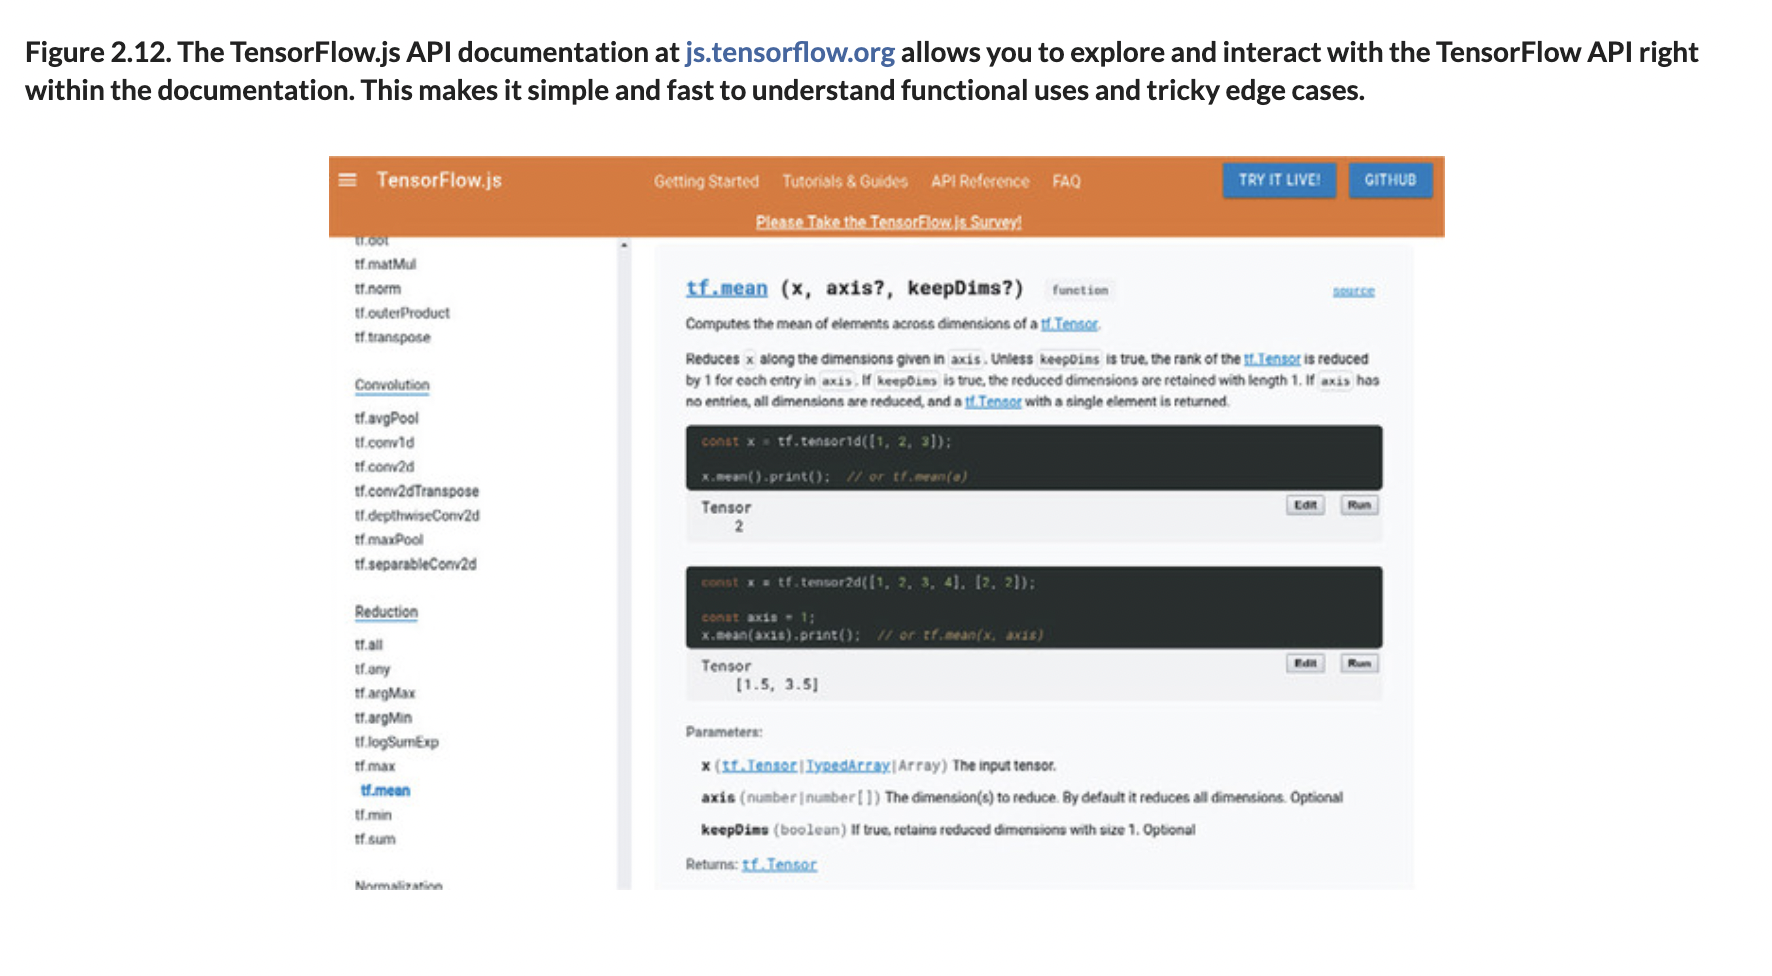 Figure 2.12. The TensorFlow.js API documentation at js.tensorflow.org allows you to explore and interact with the TensorFlow API right
within the documentation. This makes it simple and fast to understand functional uses and tricky edge cases.
TensorFlow.js
Getting Started Tutorials & Guides API Reference FAQ
TRY IT LIVE! GITHUB
Please Take the TensorFlow.js Survey!
tf.dot
tf.matMul
tf.norm
tf.outerProduct
tf.transpose
Convolution
tf.avgPool
tf.conv1d
tf.conv2d
tf.conv2dTranspose
tf.depthwiseConv2d
tf.maxPool
tf.separableConv2d
Reduction
tf.all
tf.any
tf.argMax
tf.argMin
tf.logSumExp
tf.max
tf.mean
tf.min
tf.sum
Normalization
tf.mean (x, axis?, keepDims?) function source
Computes the mean of elements across dimensions of a tf.Tensor.
Reduces x along the dimensions given in axis. Unless keepDims is true, the rank of the tf.Tensor is reduced
by 1 for each entry in axis. If keepDims is true, the reduced dimensions are retained with length 1. If axis has
no entries, all dimensions are reduced, and a tf.Tensor with a single element is returned.
const x = tf.tensor1d([1, 2, 3]);
x.mean().print(); // or tf.mean(a)
Tensor
2
Edit Run
const x = tf.tensor2d([1, 2, 3, 4], [2, 2]);
const axis = 1;
x.mean(axis).print(); // or tf.mean(x, axis)
Tensor
[1.5, 3.5]
Edit Run
Parameters:
x (tf.Tensor|TypedArray|Array) The input tensor.
axis (number|number[]) The dimension(s) to reduce. By default it reduces all dimensions. Optional
keepDims (boolean) If true, retains reduced dimensions with size 1. Optional
Returns: tf.Tensor